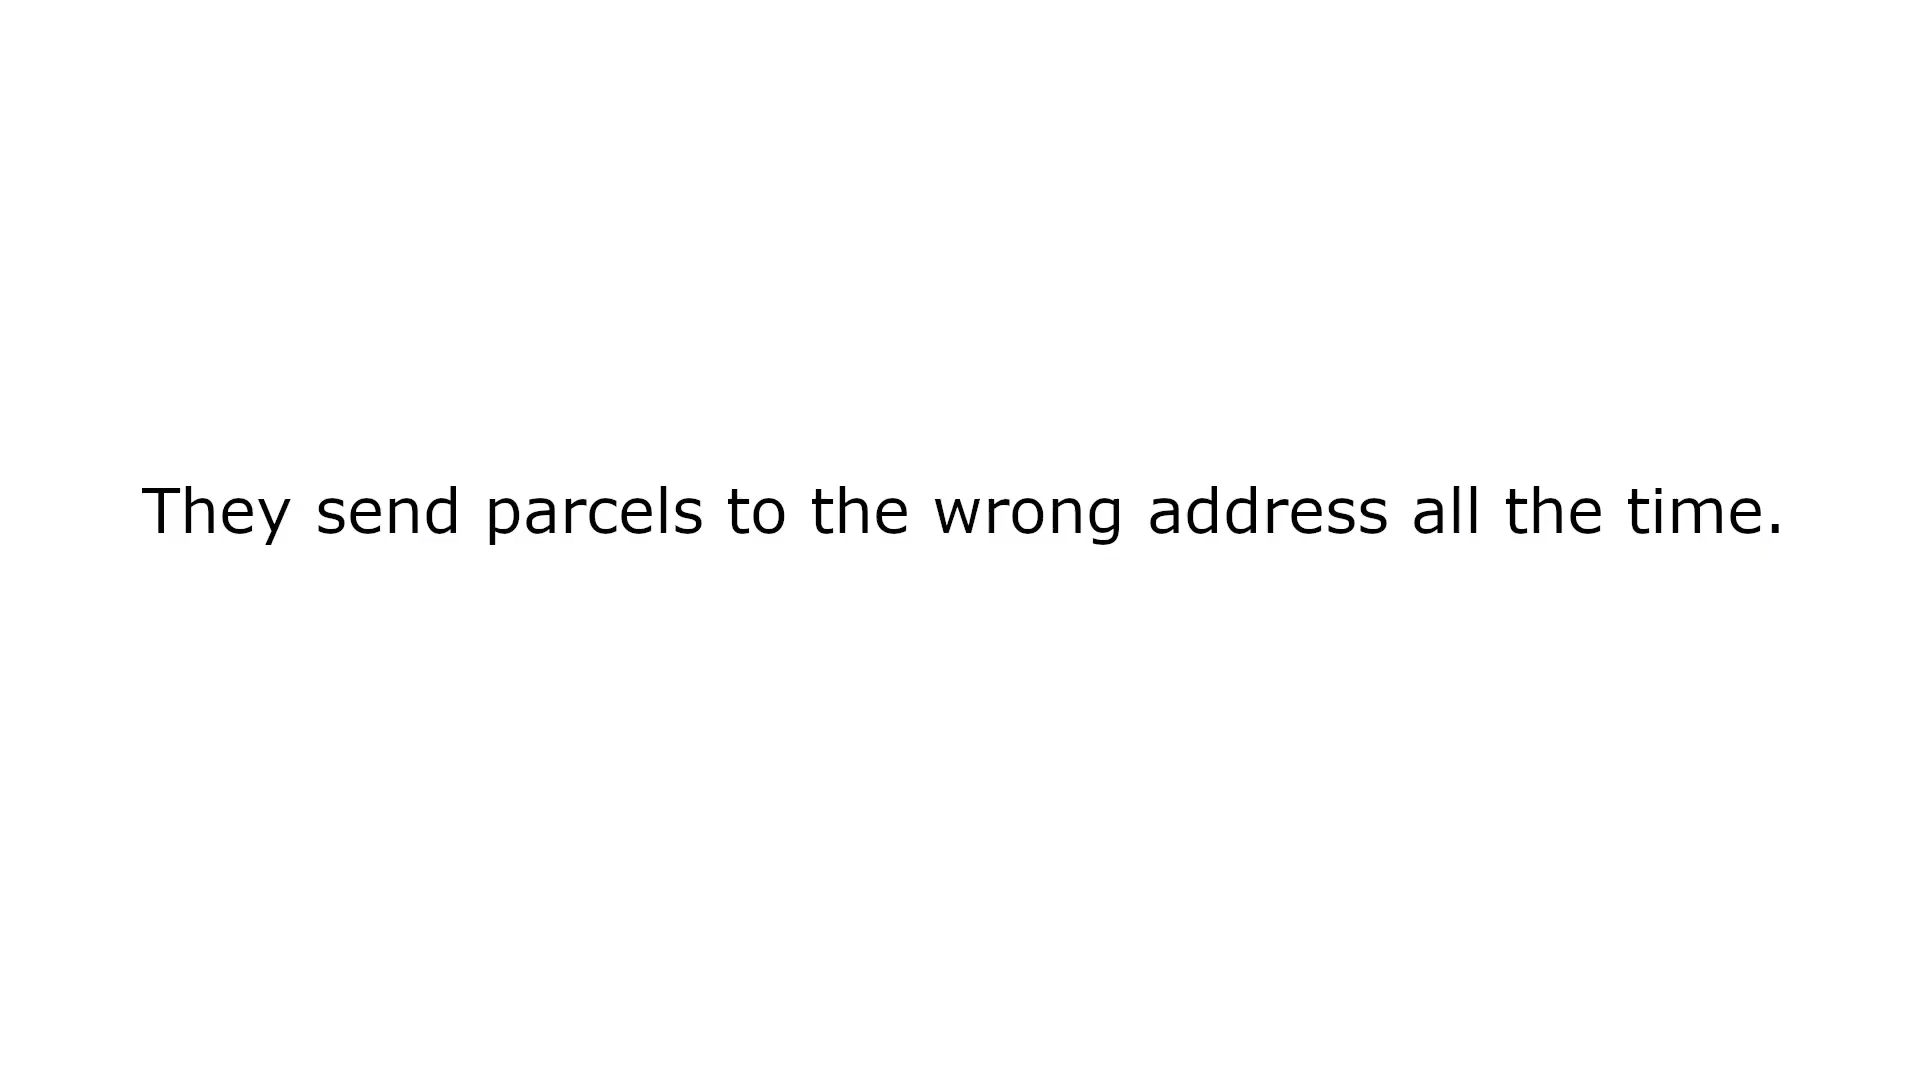 They send parcels to the wrong address all the time.